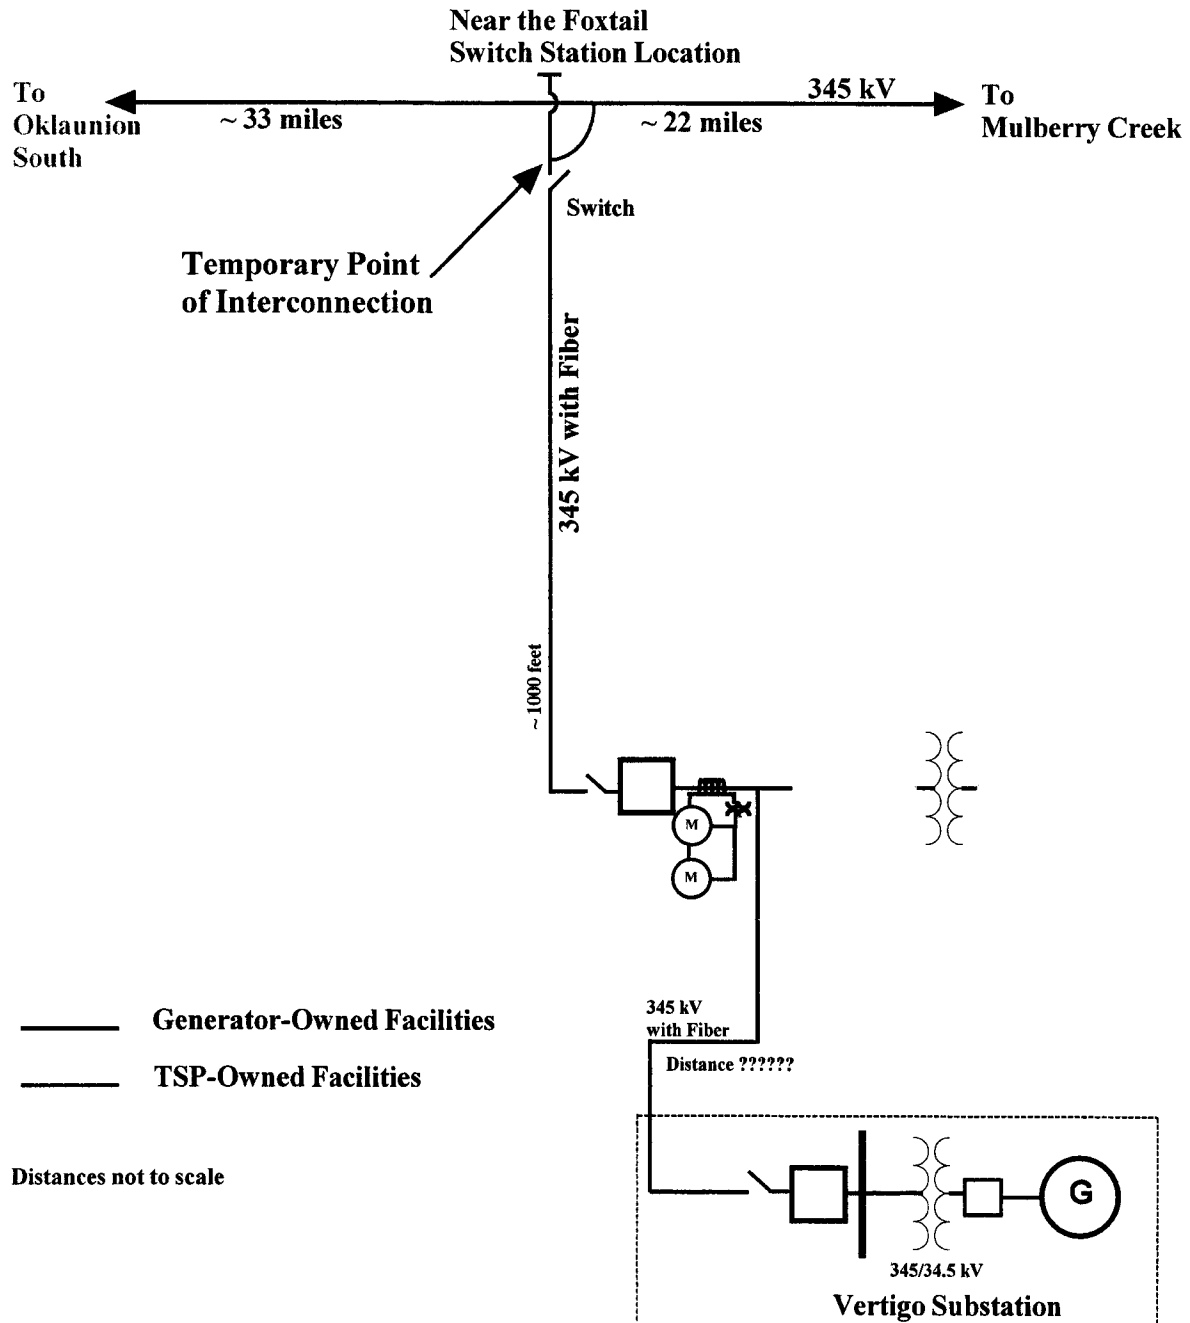 Near the Foxtail
Switch Station Location
To
Oklaunion
South
~ 33 miles
~ 22 miles
345 kV
To
Mulberry Creek
Switch
Temporary Point
of Interconnection
345 kV with Fiber
~ 1000 feet
M
M
345 kV
with Fiber
Distance ??????
Generator-Owned Facilities
TSP-Owned Facilities
Distances not to scale
G
345/34.5 kV
Vertigo Substation